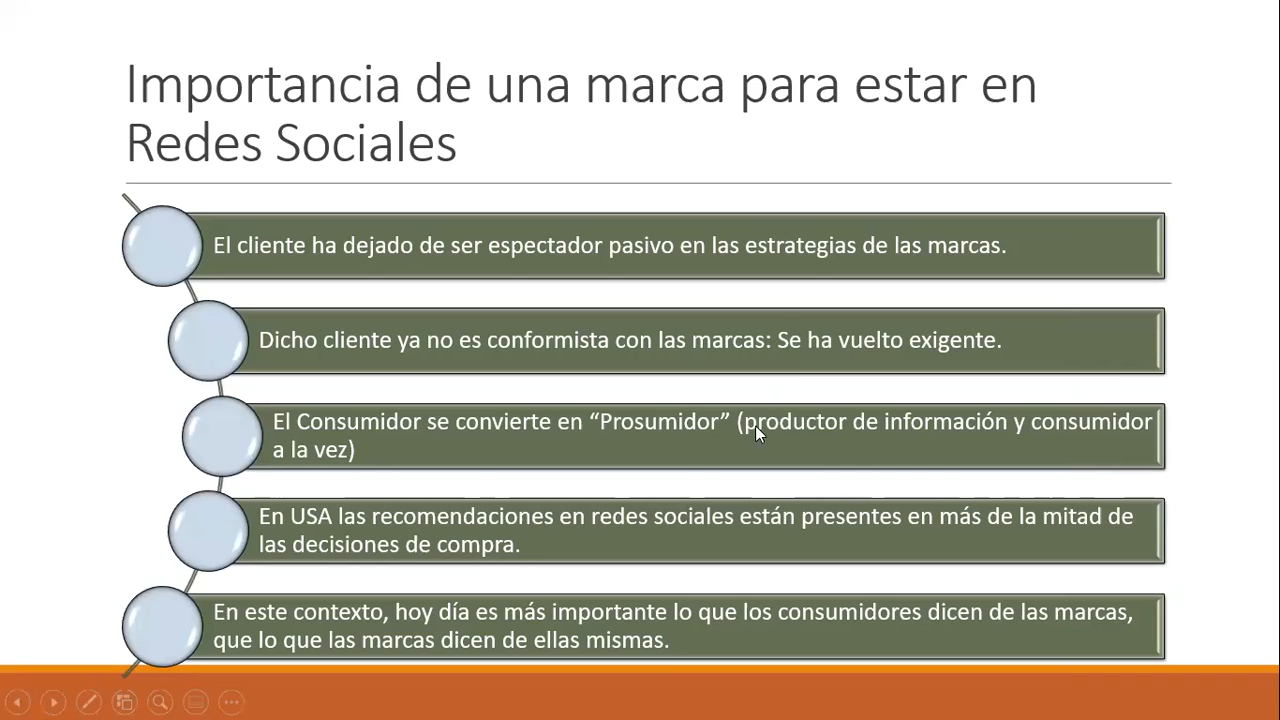 Importancia de una marca para estar en
Redes Sociales
El cliente ha dejado de ser espectador pasivo en las estrategias de las marcas.
Dicho cliente ya no es conformista con las marcas: Se ha vuelto exigente.
El Consumidor se convierte en “Prosumidor” (productor de información y consumidor
a la vez)
En USA las recomendaciones en redes sociales están presentes en más de la mitad de
las decisiones de compra.
En este contexto, hoy día es más importante lo que los consumidores dicen de las marcas,
que lo que las marcas dicen de ellas mismas.